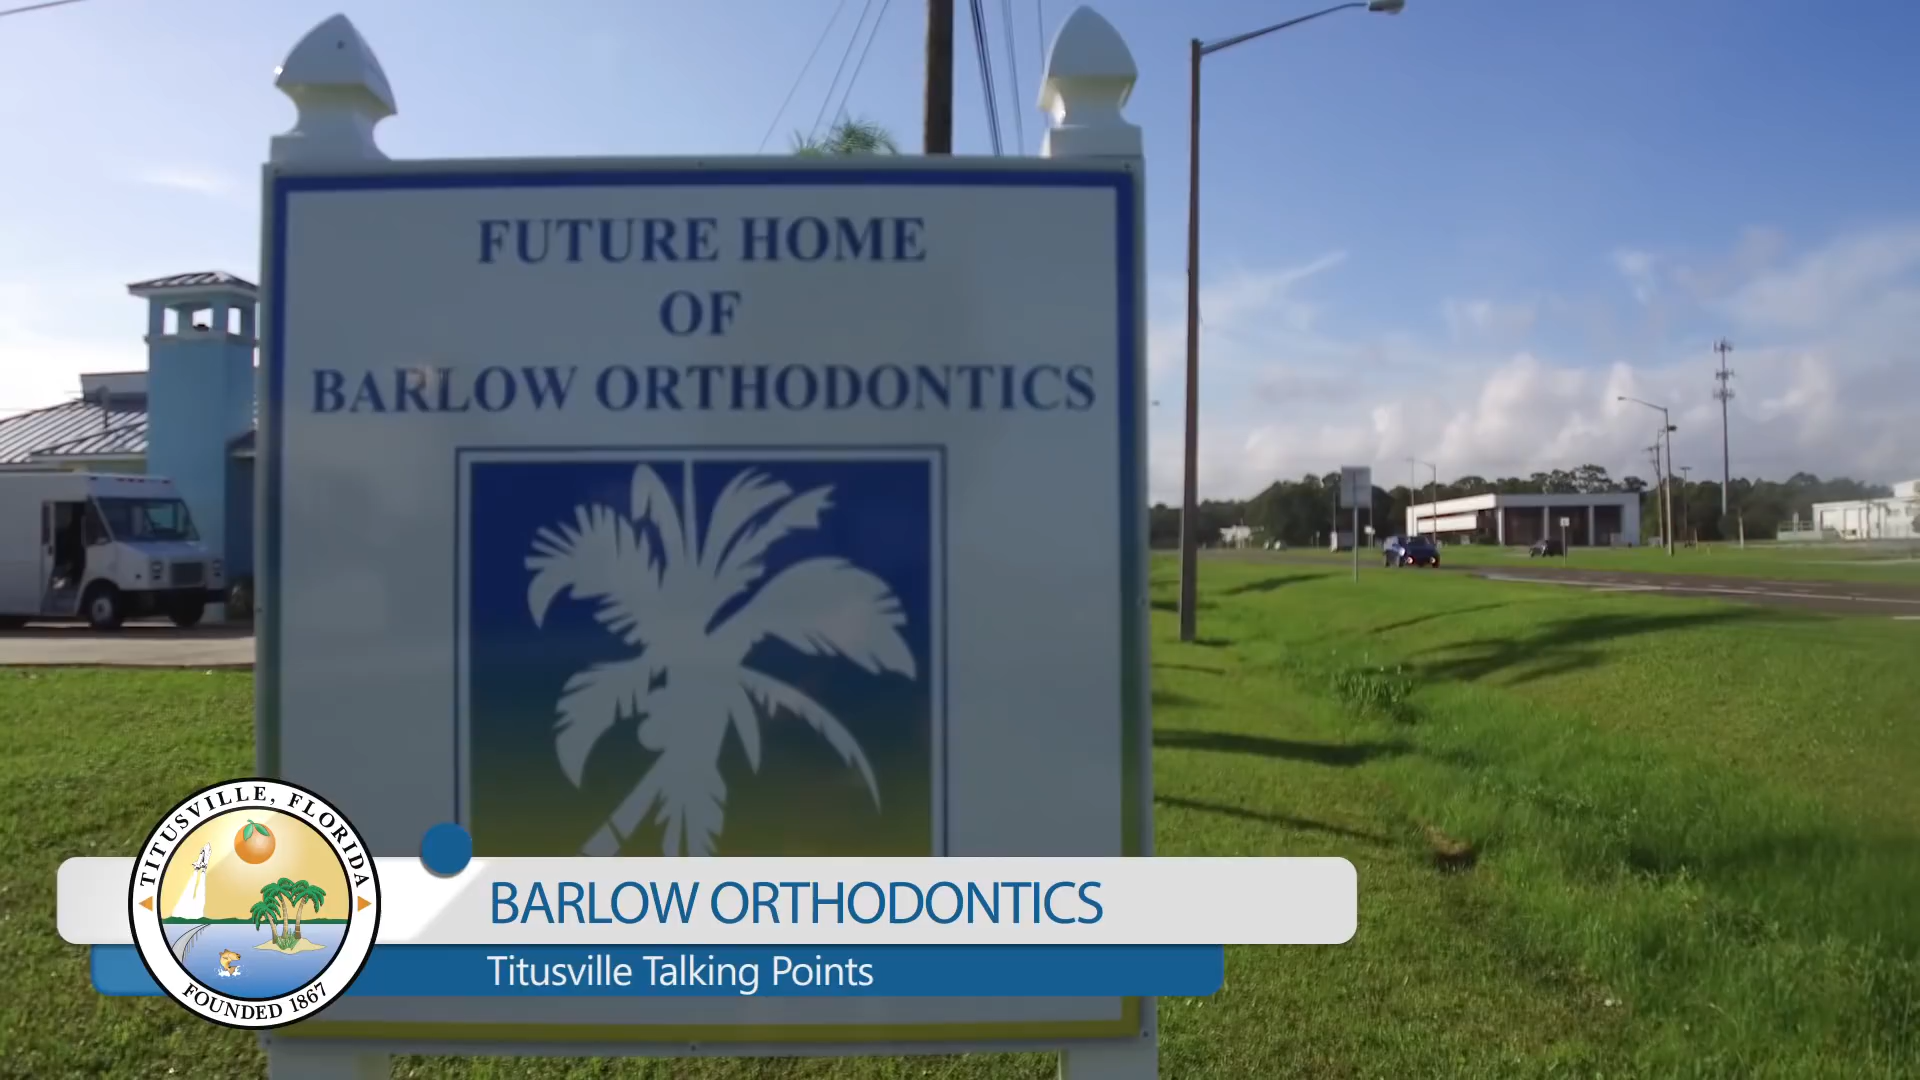 FUTURE HOME
OF
BARLOW ORTHODONTICS
TITUSVILLE, FLORIDA
FOUNDED 1867
BARLOW ORTHODONTICS
Titusville Talking Points